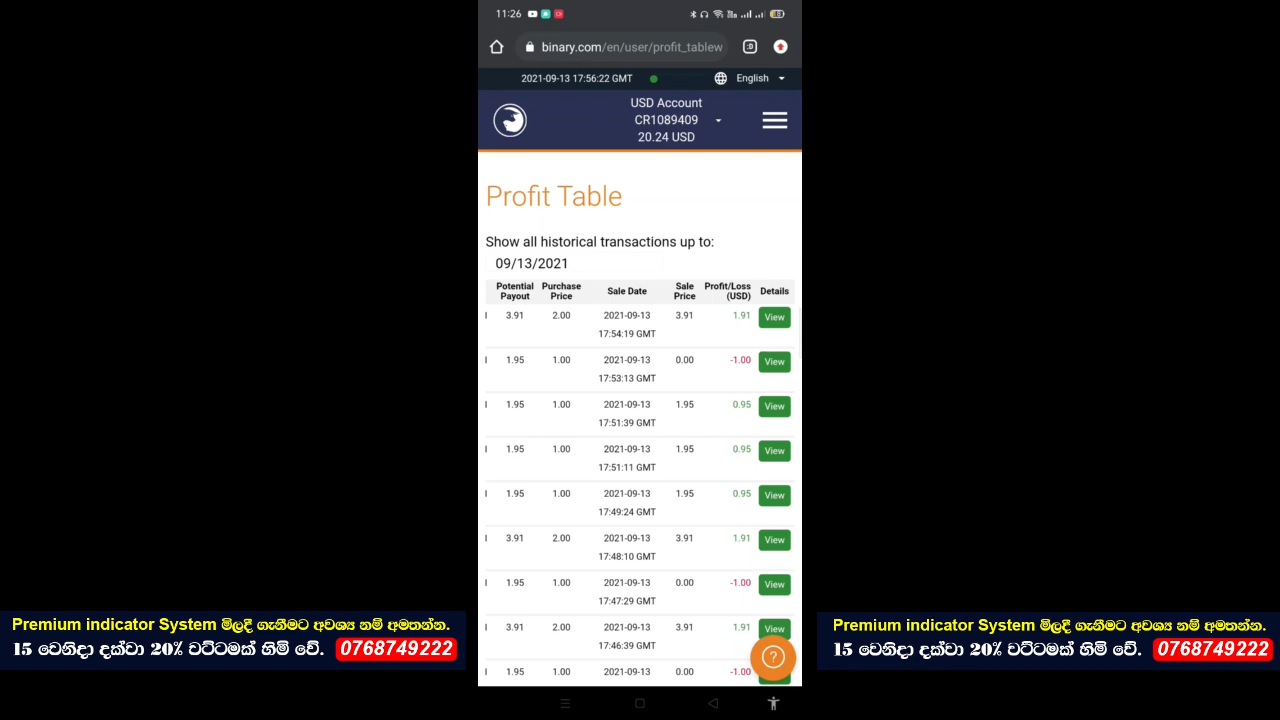 11:26
binary.com/en/user/profit_tablew
2021-09-13 17:56:22 GMT
English
USD Account
CR1089409
20.24 USD
Profit Table
Show all historical transactions up to:
09/13/2021
Potential Payout Purchase Price Sale Date Sale Price Profit/Loss (USD) Details
3.91 2.00 2021-09-13 3.91 1.91 View
17:54:19 GMT
1.95 1.00 2021-09-13 0.00 -1.00 View
17:53:13 GMT
1.95 1.00 2021-09-13 1.95 0.95 View
17:51:39 GMT
1.95 1.00 2021-09-13 1.95 0.95 View
17:51:11 GMT
1.95 1.00 2021-09-13 1.95 0.95 View
17:49:24 GMT
3.91 2.00 2021-09-13 3.91 1.91 View
17:48:10 GMT
1.95 1.00 2021-09-13 0.00 -1.00 View
17:47:29 GMT
3.91 2.00 2021-09-13 3.91 1.91 View
17:46:39 GMT
1.95 1.00 2021-09-13 0.00 -1.00
Premium indicator System මිලදී ගැනීමට අවශ්‍ය නම් අමතන්න.
15 වෙනිදා දක්වා 20% වට්ටමක් හිමි වේ. 0768749222
Premium indicator System මිලදී ගැනීමට අවශ්‍ය නම් අමතන්න.
15 වෙනිදා දක්වා 20% වට්ටමක් හිමි වේ. 0768749222